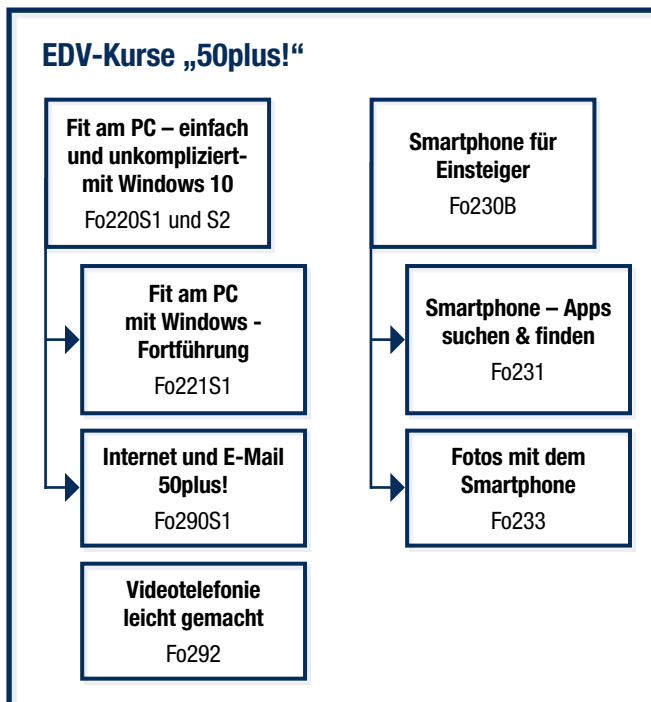 EDV-Kurse „50plus!“
Fit am PC – einfach
und unkompliziert-
mit Windows 10
Fo220S1 und S2
Fit am PC
mit Windows -
Fortführung
Fo221S1
Internet und E-Mail
50plus!
Fo290S1
Videotelefonie
leicht gemacht
Fo292
Smartphone für
Einsteiger
Fo230B
Smartphone – Apps
suchen & finden
Fo231
Fotos mit dem
Smartphone
Fo233